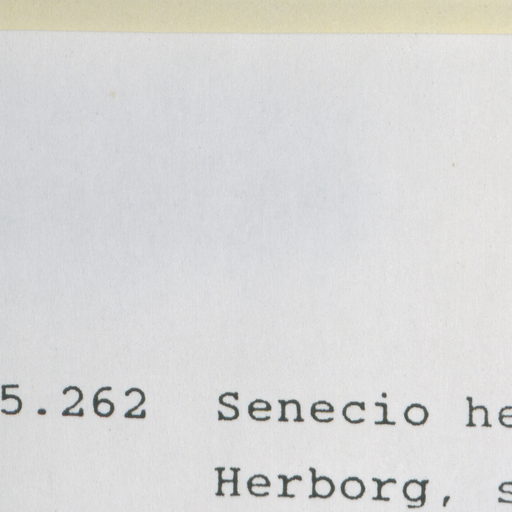 5.262 Senecio he
Herborg, s